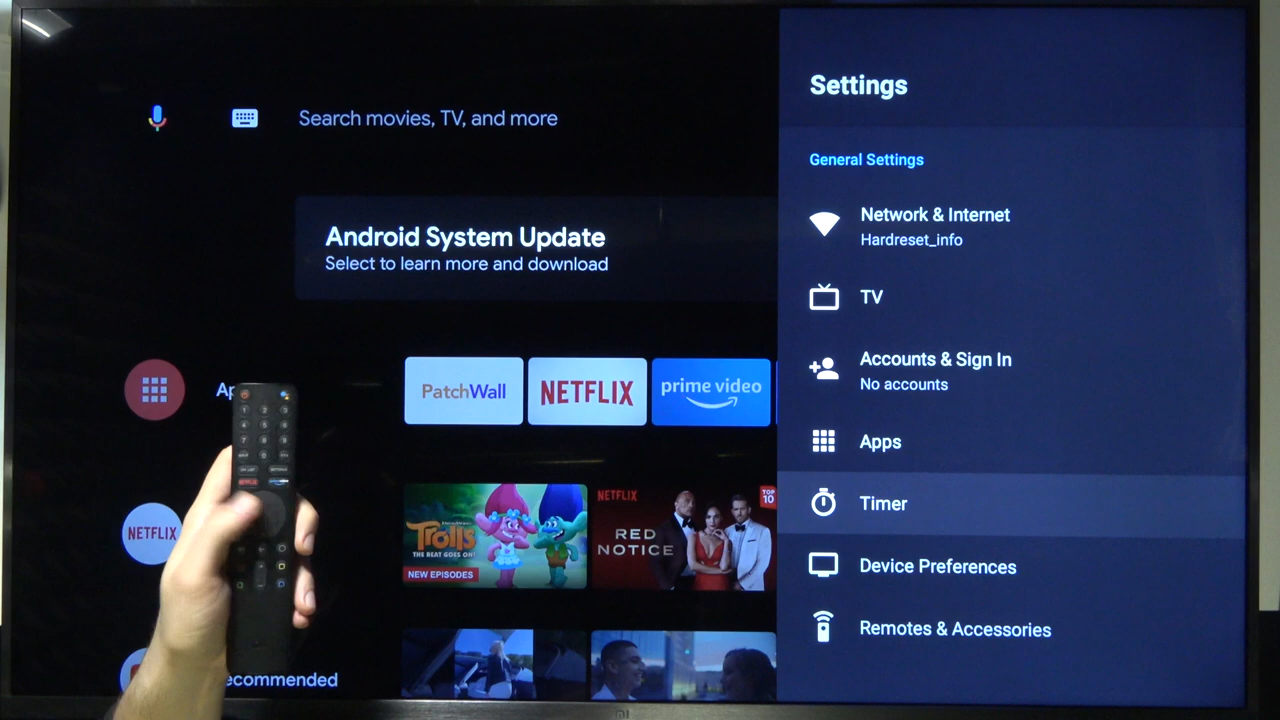 Search movies, TV, and more
Android System Update
Select to learn more and download
Ap
PatchWall
NETFLIX
prime video
NETFLIX
Trolls
THE BEAT GOES ON!
NEW EPISODES
NETFLIX
TOP
10
RED
NOTICE
ecommended
mi
Settings
General Settings
Network & Internet
Hardreset_info
TV
Accounts & Sign In
No accounts
Apps
Timer
Device Preferences
Remotes & Accessories